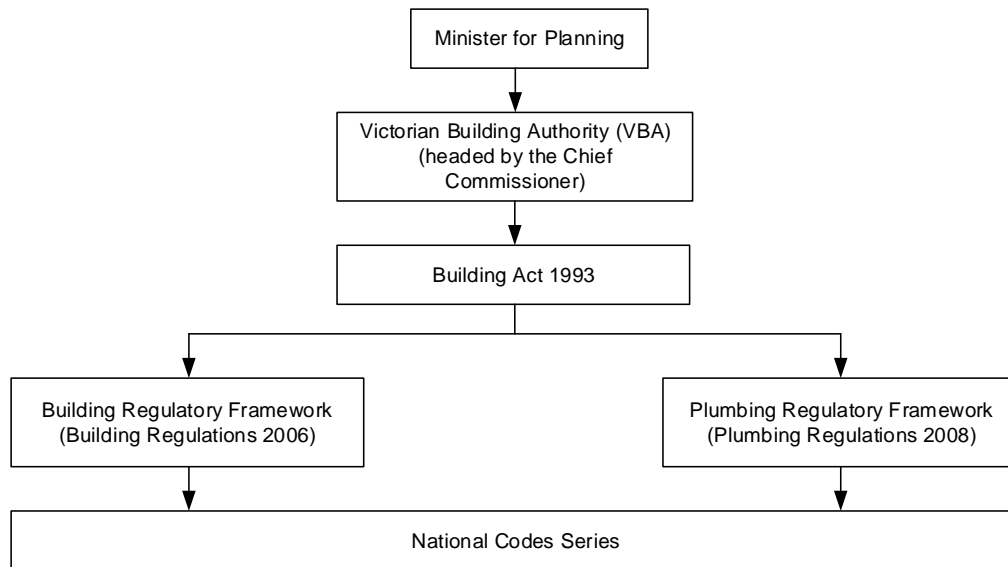 Minister for Planning
Victorian Building Authority (VBA)
(headed by the Chief
Commissioner)
Building Act 1993
Building Regulatory Framework
(Building Regulations 2006)
Plumbing Regulatory Framework
(Plumbing Regulations 2008)
National Codes Series